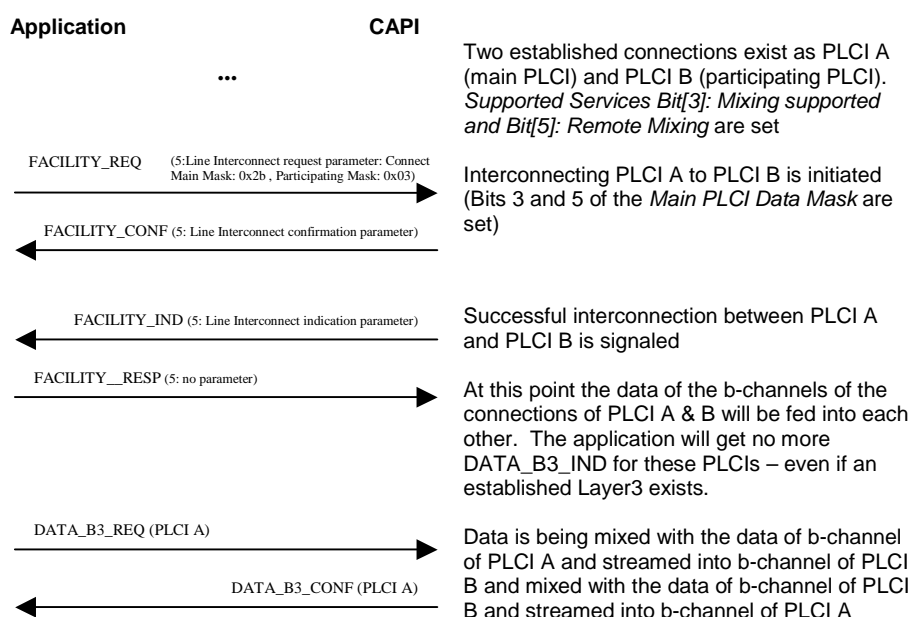 Application CAPI
...
Two established connections exist as PLCI A
(main PLCI) and PLCI B (participating PLCI).
Supported Services Bit[3]: Mixing supported
and Bit[5]: Remote Mixing are set
FACILITY_REQ (5:Line Interconnect request parameter: Connect
Main Mask: 0x2b , Participating Mask: 0x03)
Interconnecting PLCI A to PLCI B is initiated
(Bits 3 and 5 of the Main PLCI Data Mask are
set)
FACILITY_CONF (5: Line Interconnect confirmation parameter)
FACILITY_IND (5: Line Interconnect indication parameter)
Successful interconnection between PLCI A
and PLCI B is signaled
FACILITY__RESP (5: no parameter)
At this point the data of the b-channels of the
connections of PLCI A & B will be fed into each
other. The application will get no more
DATA_B3_IND for these PLCIs – even if an
established Layer3 exists.
DATA_B3_REQ (PLCI A)
DATA_B3_CONF (PLCI A)
Data is being mixed with the data of b-channel
of PLCI A and streamed into b-channel of PLCI
B and mixed with the data of b-channel of PLCI
B and streamed into b-channel of PLCI A